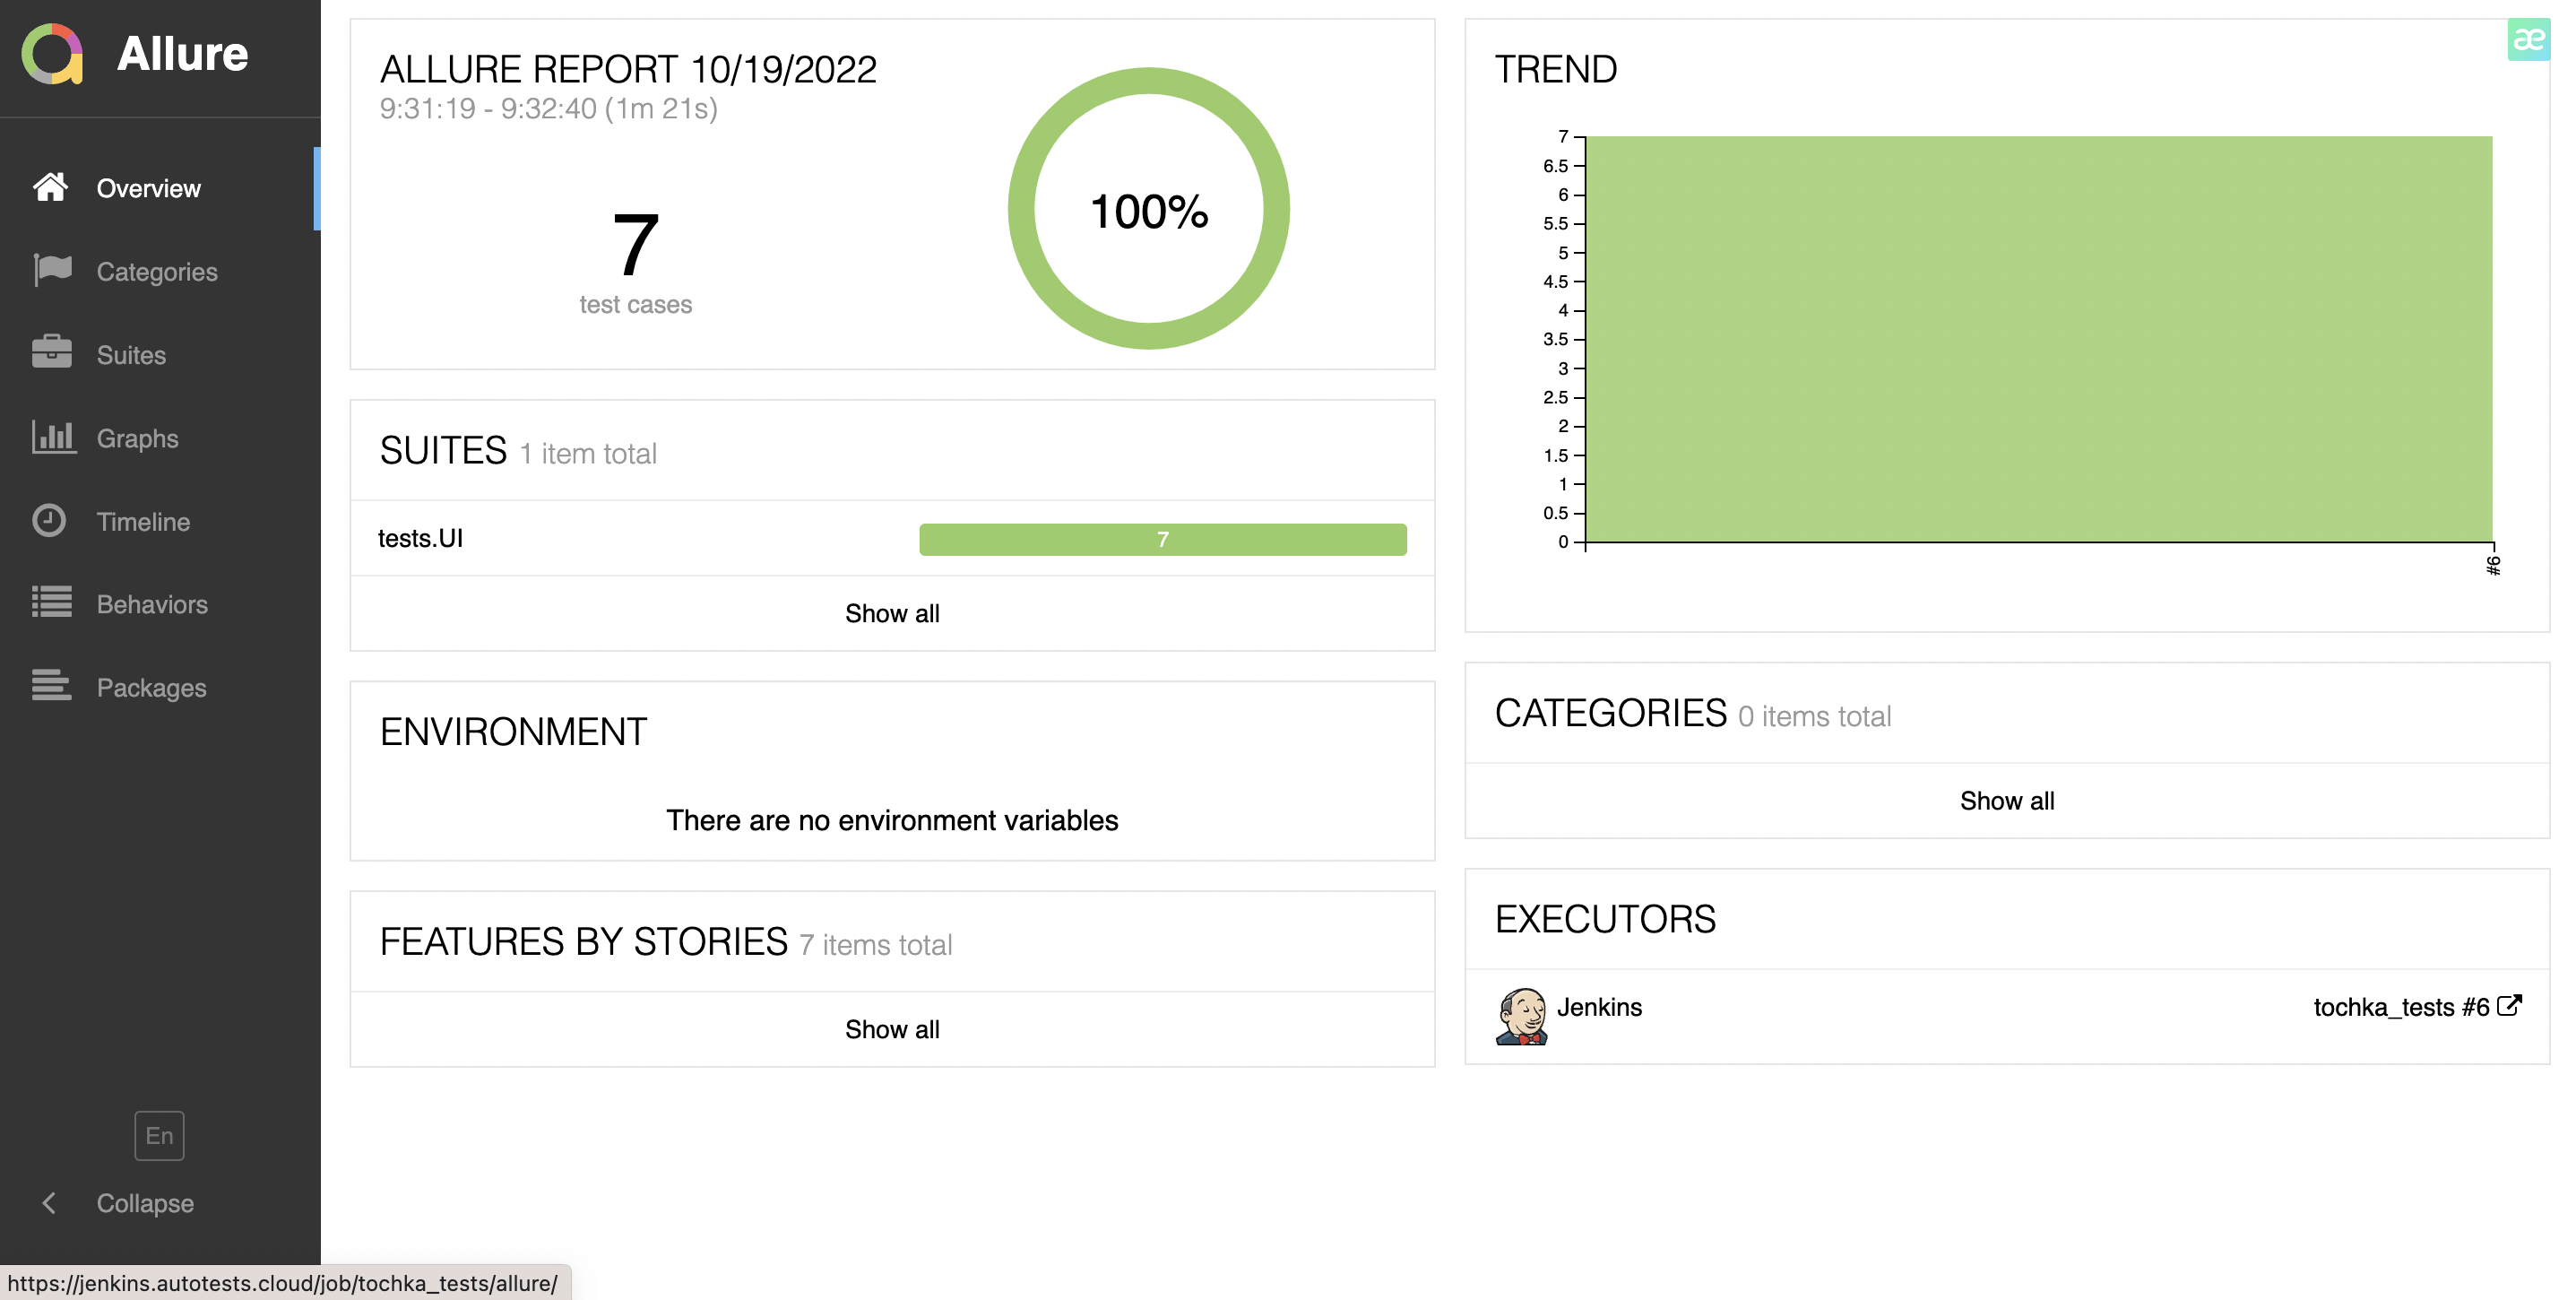 Allure
Overview
Categories
Suites
Graphs
Timeline
Behaviors
Packages
En
Collapse
https://jenkins.autotests.cloud/job/tochka_tests/allure/
ALLURE REPORT 10/19/2022
9:31:19 - 9:32:40 (1m 21s)
7
test cases
100%
SUITES 1 item total
tests.UI 7
Show all
ENVIRONMENT
There are no environment variables
FEATURES BY STORIES 7 items total
Show all
TREND
æ
7
6.5
6
5.5
5
4.5
4
3.5
3
2.5
2
1.5
1
0.5
0
#6
CATEGORIES 0 items total
Show all
EXECUTORS
Jenkins tochka_tests #6